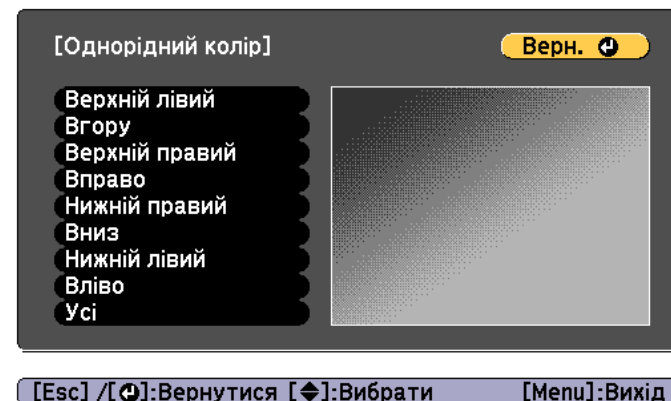 [Однорідний колір]
Верн.
Верхній лівий
Вгору
Верхній правий
Вправо
Нижній правий
Вниз
Нижній лівий
Вліво
Усі
[Esc] /[⏎]:Вернутися [◆]:Вибрати [Menu]:Вихід